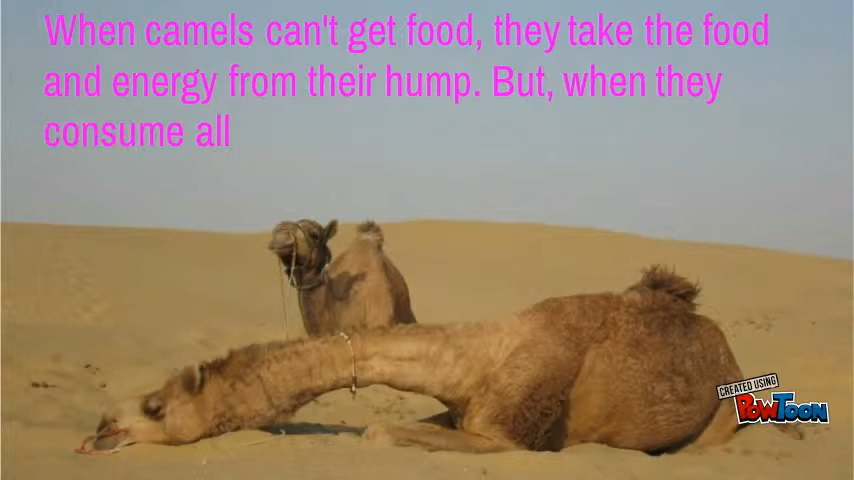 When camels can't get food, they take the food
and energy from their hump. But, when they
consume all
CREATED USING
POWTOON